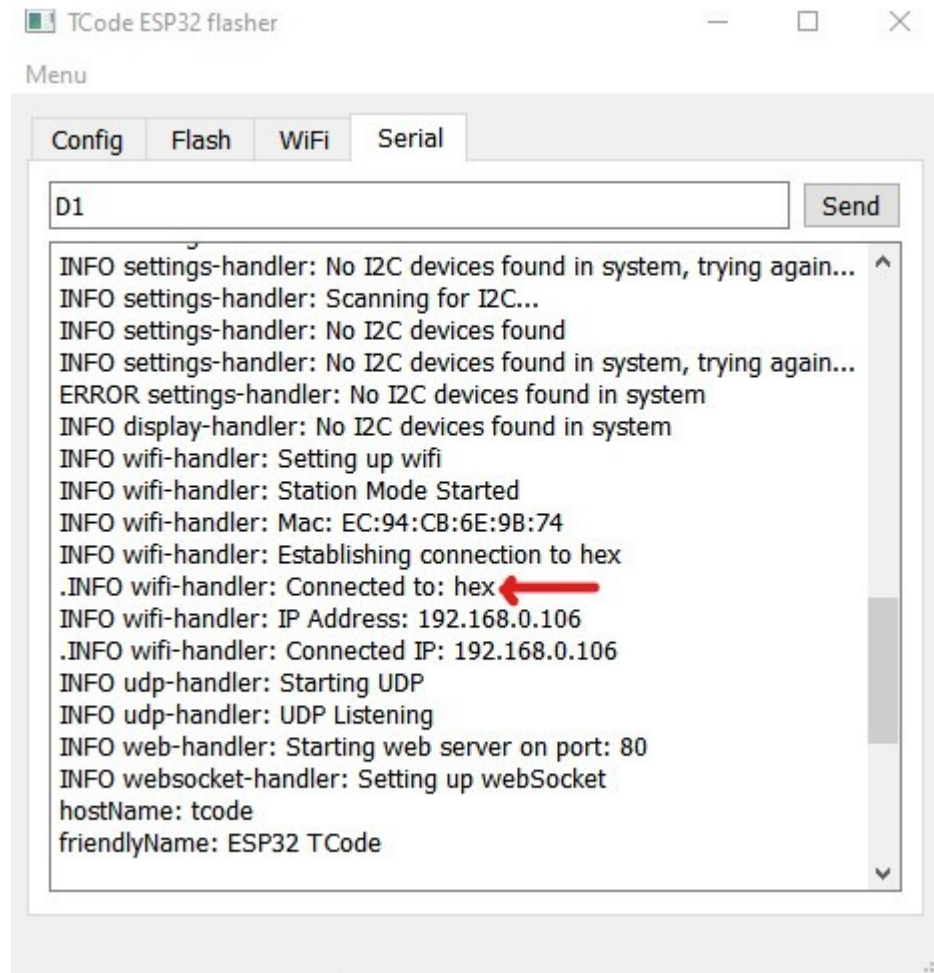 TCode ESP32 flasher
Menu
Config Flash WiFi Serial
D1 Send
INFO settings-handler: No I2C devices found in system, trying again...
INFO settings-handler: Scanning for I2C...
INFO settings-handler: No I2C devices found
INFO settings-handler: No I2C devices found in system, trying again...
ERROR settings-handler: No I2C devices found in system
INFO display-handler: No I2C devices found in system
INFO wifi-handler: Setting up wifi
INFO wifi-handler: Station Mode Started
INFO wifi-handler: Mac: EC:94:CB:6E:9B:74
INFO wifi-handler: Establishing connection to hex
.INFO wifi-handler: Connected to: hex
INFO wifi-handler: IP Address: 192.168.0.106
.INFO wifi-handler: Connected IP: 192.168.0.106
INFO udp-handler: Starting UDP
INFO udp-handler: UDP Listening
INFO web-handler: Starting web server on port: 80
INFO websocket-handler: Setting up webSocket
hostName: tcode
friendlyName: ESP32 TCode